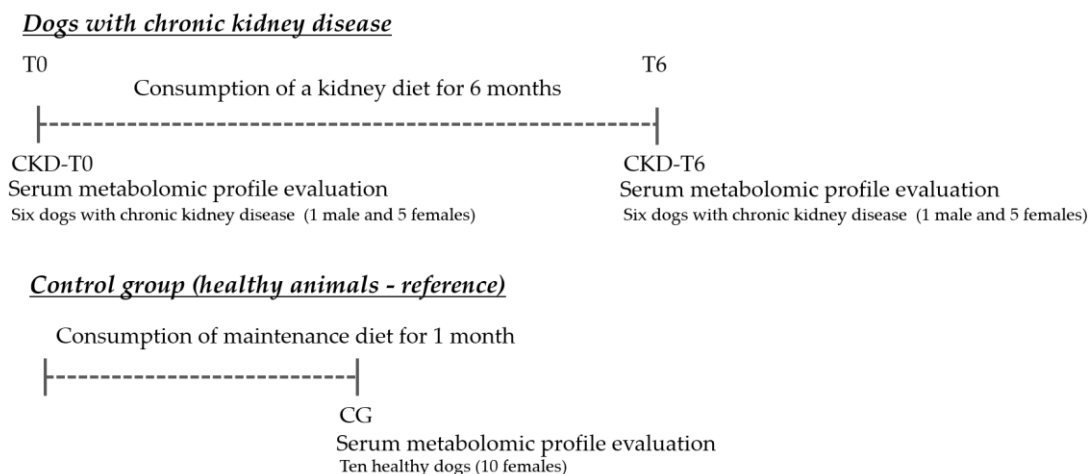 Dogs with chronic kidney disease
T0 T6
Consumption of a kidney diet for 6 months
CKD-T0 CKD-T6
Serum metabolomic profile evaluation Serum metabolomic profile evaluation
Six dogs with chronic kidney disease (1 male and 5 females) Six dogs with chronic kidney disease (1 male and 5 females)
Control group (healthy animals - reference)
Consumption of maintenance diet for 1 month
CG
Serum metabolomic profile evaluation
Ten healthy dogs (10 females)